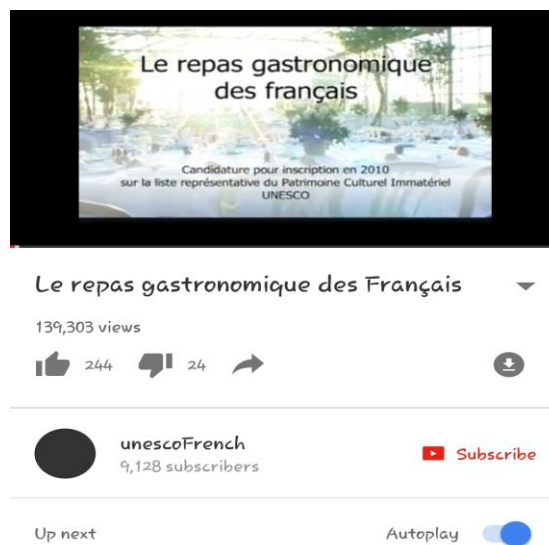 Le repas gastronomique
des français
Candidature pour inscription en 2010
sur la liste représentative du Patrimoine Culturel Immatériel
UNESCO
Le repas gastronomique des Français
139,303 views
244 24
unescoFrench
9,128 subscribers
Subscribe
Up next Autoplay